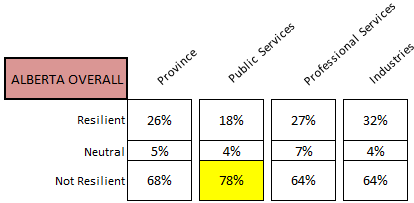 Province Public Services Professional Services Industries
ALBERTA OVERALL
Resilient 26% 18% 27% 32%
Neutral 5% 4% 7% 4%
Not Resilient 68% 78% 64% 64%